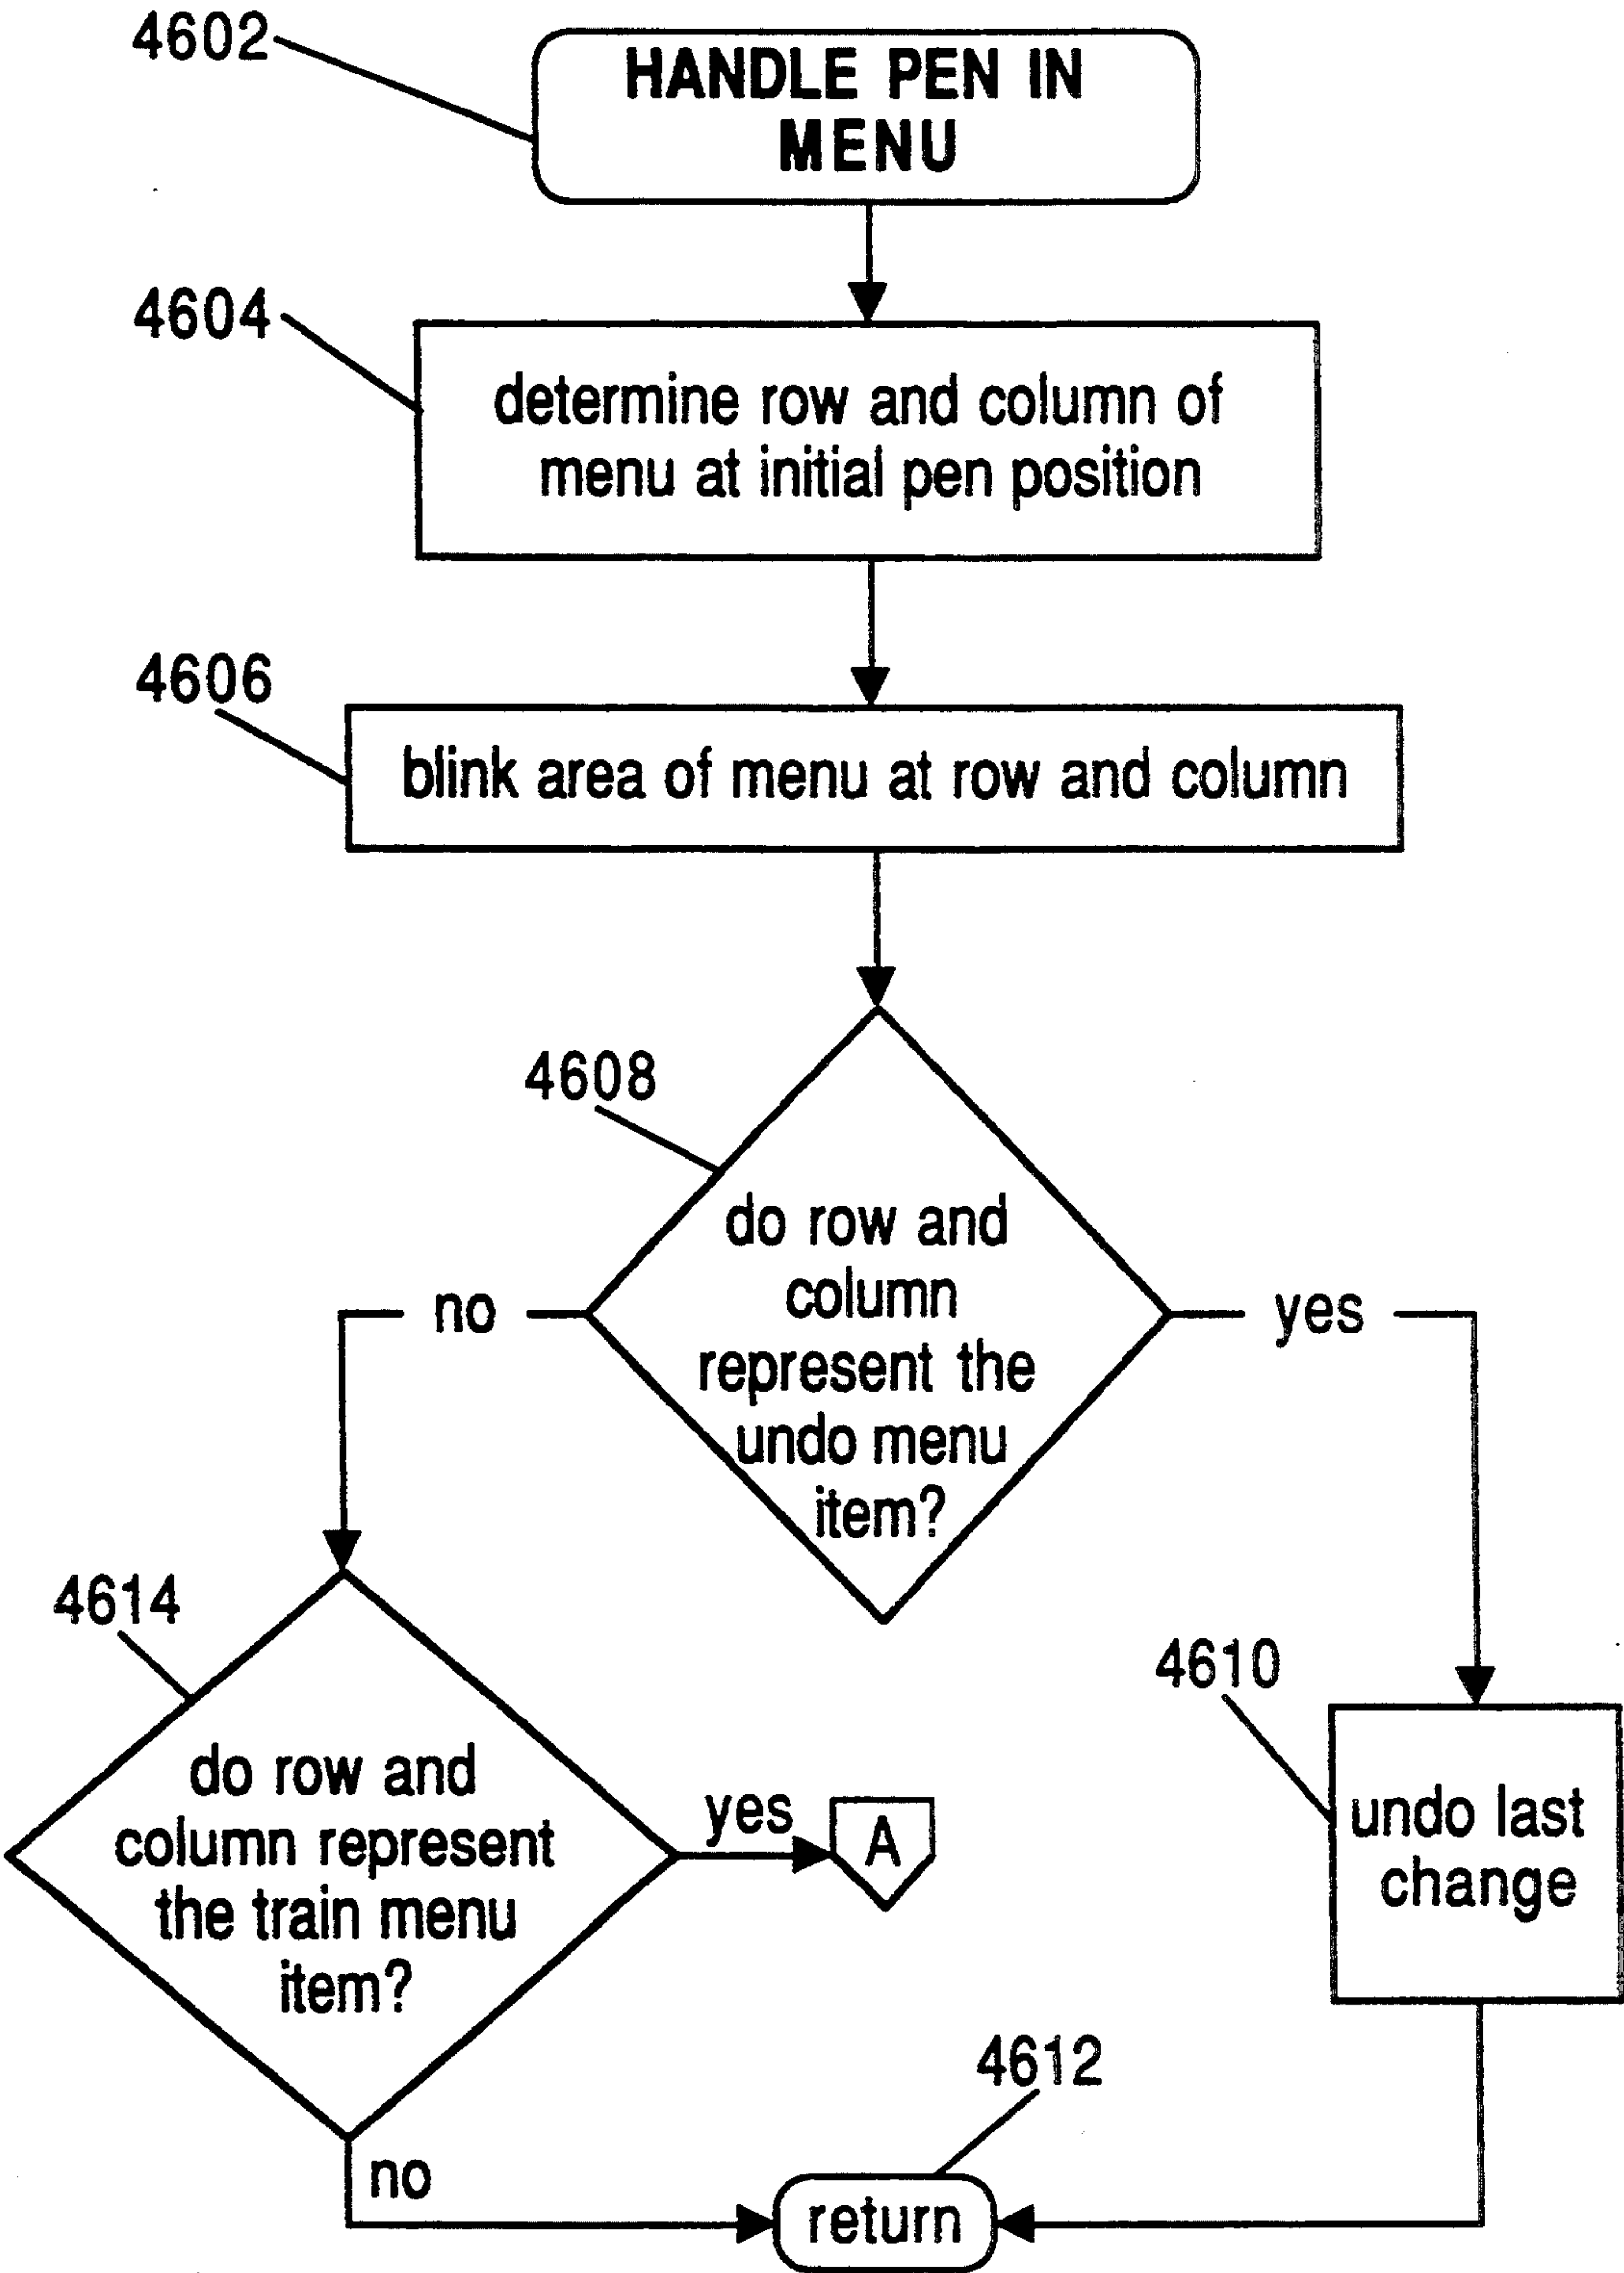 4602
HANDLE PEN IN
MENU
4604
determine row and column of
menu at initial pen position
4606
blink area of menu at row and column
4608
do row and
column
represent the
undo menu
item?
no
yes
4614
do row and
column represent
the train menu
item?
yes
A
4610
undo last
change
4612
no
return